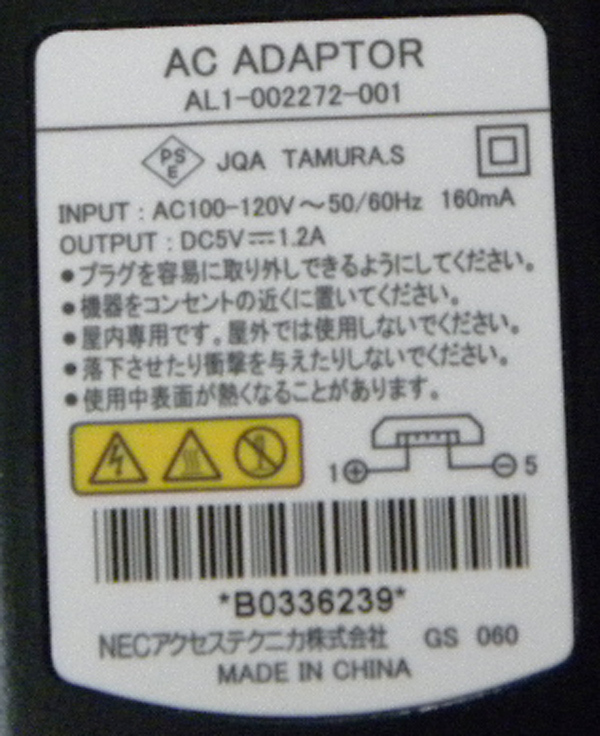 AC ADAPTOR
AL1-002272-001
PSE JQA TAMURA.S
INPUT : AC100-120V～50/60Hz 160mA
OUTPUT : DC5V⎓1.2A
●プラグを容易に取り外しできるようにしてください。
●機器をコンセントの近くに置いてください。
●屋内専用です。屋外では使用しないでください。
●落下させたり衝撃を与えたりしないでください。
●使用中表面が熱くなることがあります。
1⊕ ⊖5
*B0336239*
NECアクセステクニカ株式会社 GS 060
MADE IN CHINA